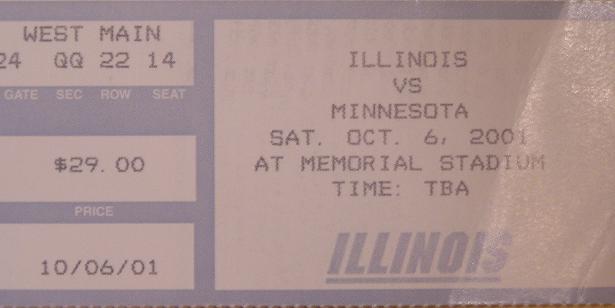 WEST MAIN
24 QQ 22 14
GATE SEC ROW SEAT
$29.00
PRICE
10/06/01
ILLINOIS
VS
MINNESOTA
SAT. OCT. 6, 2001
AT MEMORIAL STADIUM
TIME: TBA
ILLINOIS